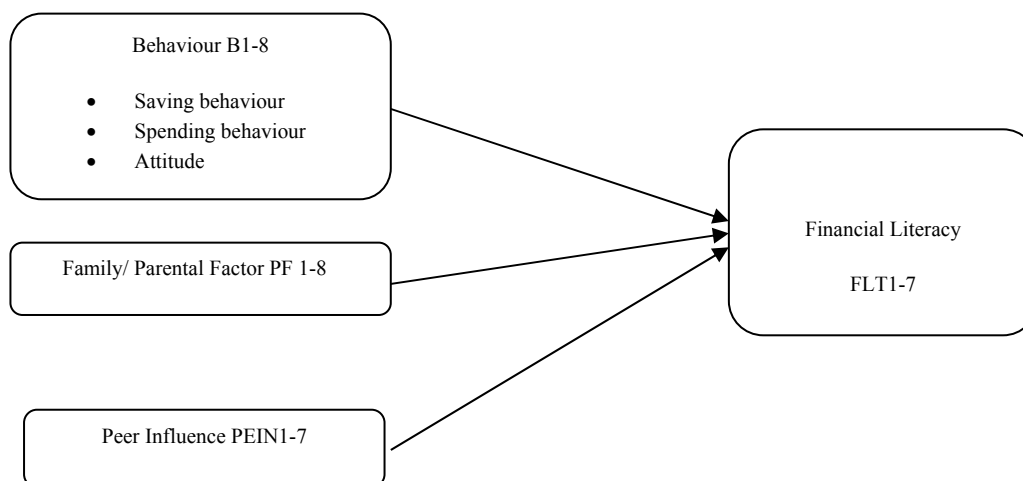 Behaviour B1-8
• Saving behaviour
• Spending behaviour
• Attitude
Family/ Parental Factor PF 1-8
Peer Influence PEIN1-7
Financial Literacy
FLT1-7